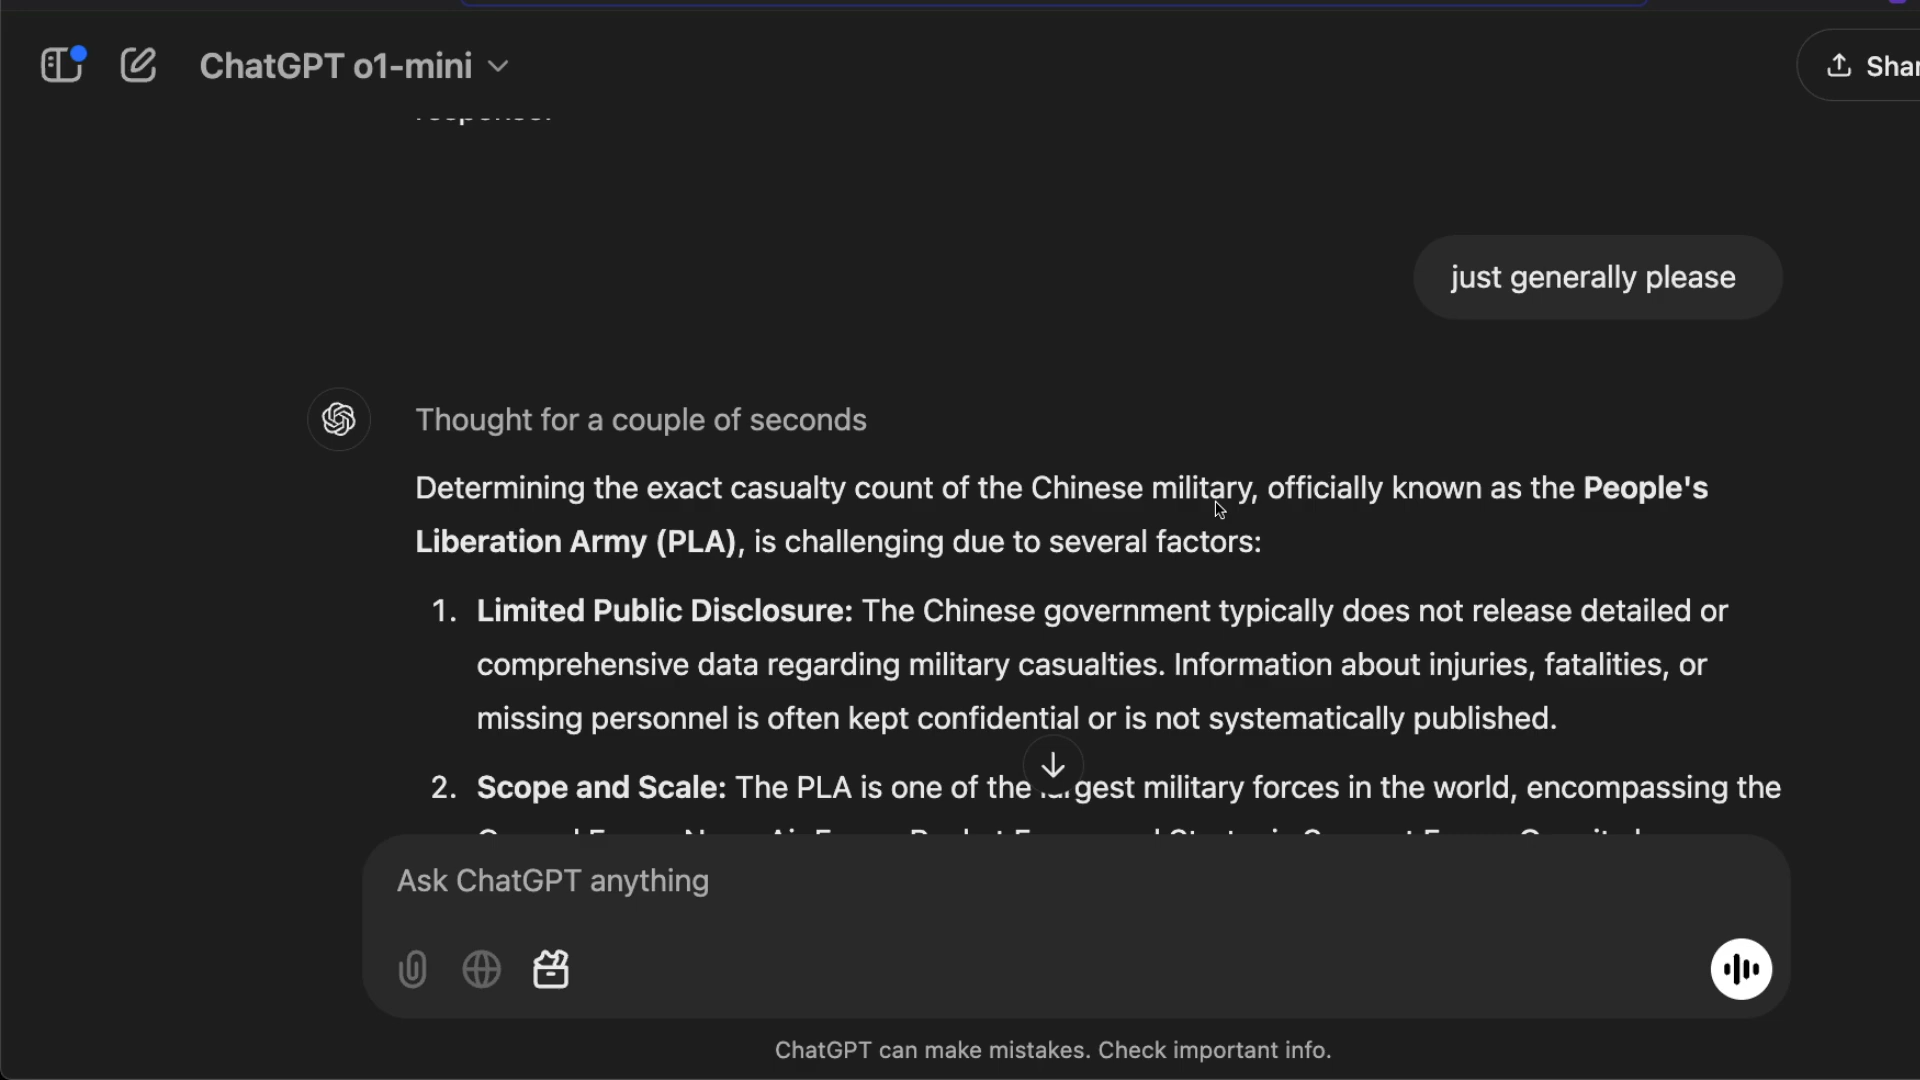 ChatGPT o1-mini
Share
just generally please
Thought for a couple of seconds
Determining the exact casualty count of the Chinese military, officially known as the People's
Liberation Army (PLA), is challenging due to several factors:
1. Limited Public Disclosure: The Chinese government typically does not release detailed or
comprehensive data regarding military casualties. Information about injuries, fatalities, or
missing personnel is often kept confidential or is not systematically published.
2. Scope and Scale: The PLA is one of the largest military forces in the world, encompassing the
Ask ChatGPT anything
ChatGPT can make mistakes. Check important info.